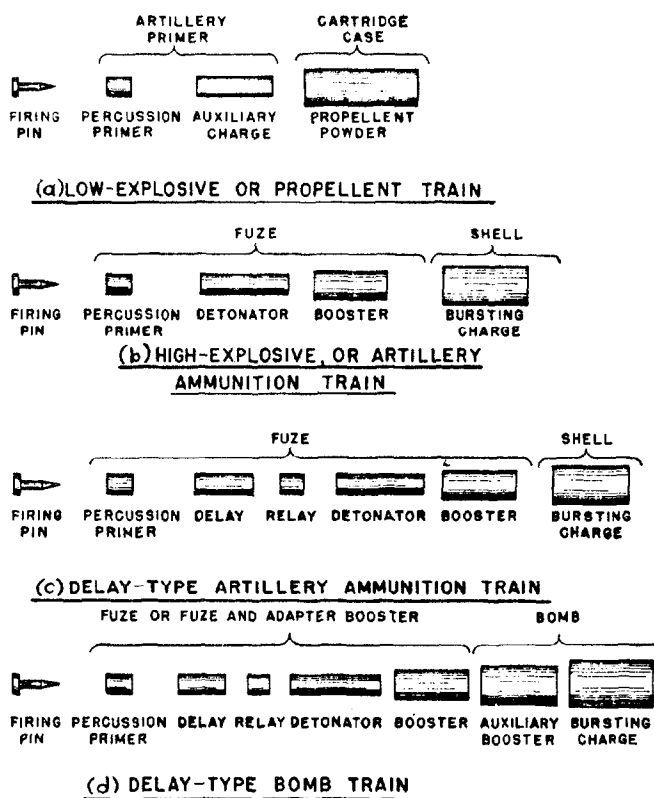 ARTILLERY PRIMER
CARTRIDGE CASE
FIRING PIN
PERCUSSION PRIMER
AUXILIARY CHARGE
PROPELLENT POWDER
(a) LOW-EXPLOSIVE OR PROPELLENT TRAIN
FUZE
SHELL
FIRING PIN
PERCUSSION PRIMER
DETONATOR
BOOSTER
BURSTING CHARGE
(b) HIGH-EXPLOSIVE, OR ARTILLERY
AMMUNITION TRAIN
FUZE
SHELL
FIRING PIN
PERCUSSION PRIMER
DELAY
RELAY
DETONATOR
BOOSTER
BURSTING CHARGE
(c) DELAY-TYPE ARTILLERY AMMUNITION TRAIN
FUZE OR FUZE AND ADAPTER BOOSTER
BOMB
FIRING PIN
PERCUSSION PRIMER
DELAY
RELAY
DETONATOR
BOOSTER
AUXILIARY BOOSTER
BURSTING CHARGE
(d) DELAY-TYPE BOMB TRAIN